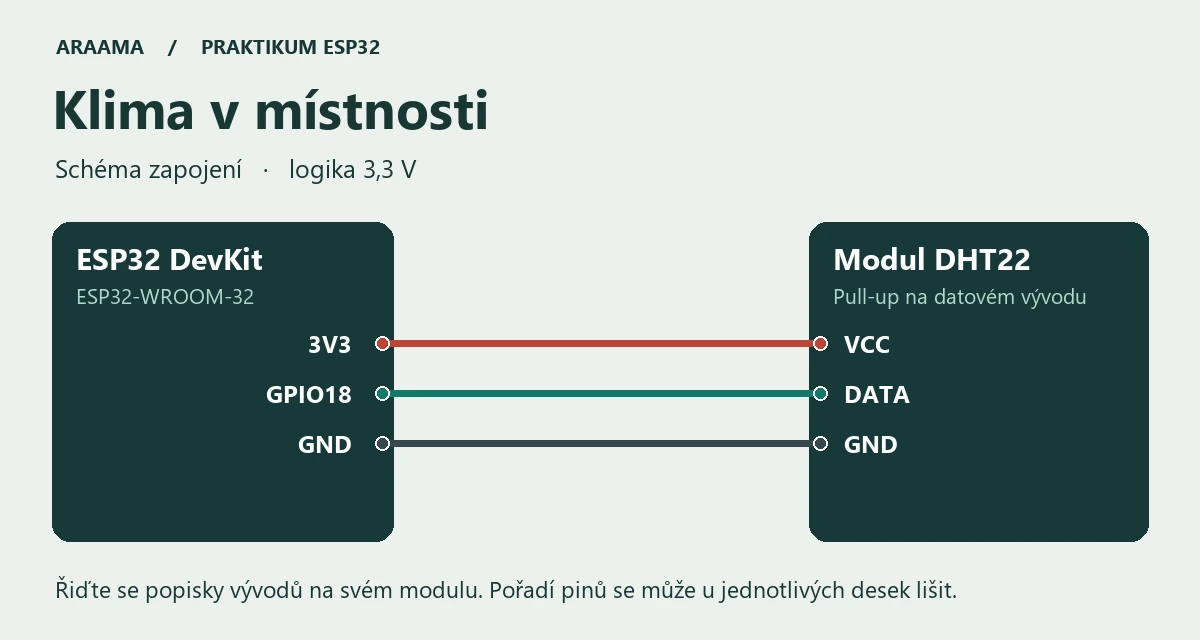 ARAAMA / PRAKTIKUM ESP32
Klima v místnosti
Schéma zapojení · logika 3,3 V
ESP32 DevKit
ESP32-WROOM-32
3V3
GPIO18
GND
Modul DHT22
Pull-up na datovém vývodu
VCC
DATA
GND
Řiďte se popisky vývodů na svém modulu. Pořadí pinů se může u jednotlivých desek lišit.